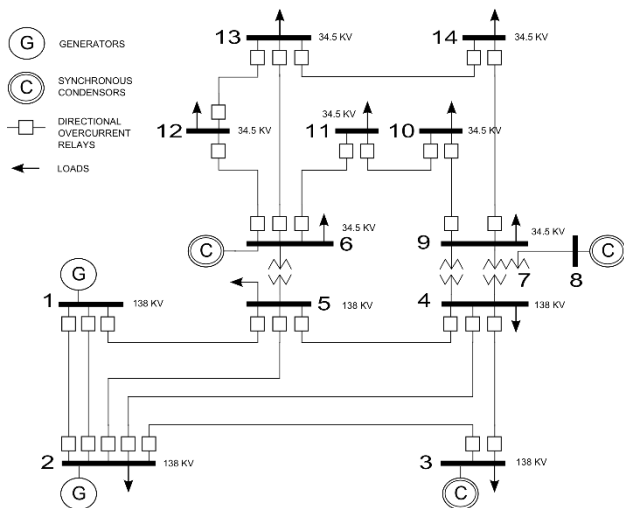 G GENERATORS
C SYNCHRONOUS
CONDENSORS
DIRECTIONAL
OVERCURRENT
RELAYS
LOADS
13 34.5 KV
14 34.5 KV
12 34.5 KV
11 34.5 KV
10 34.5 KV
C 6 34.5 KV
9 34.5 KV
7 8 C
G
1 138 KV
5 138 KV
4 138 KV
2 138 KV
3 138 KV
G
C